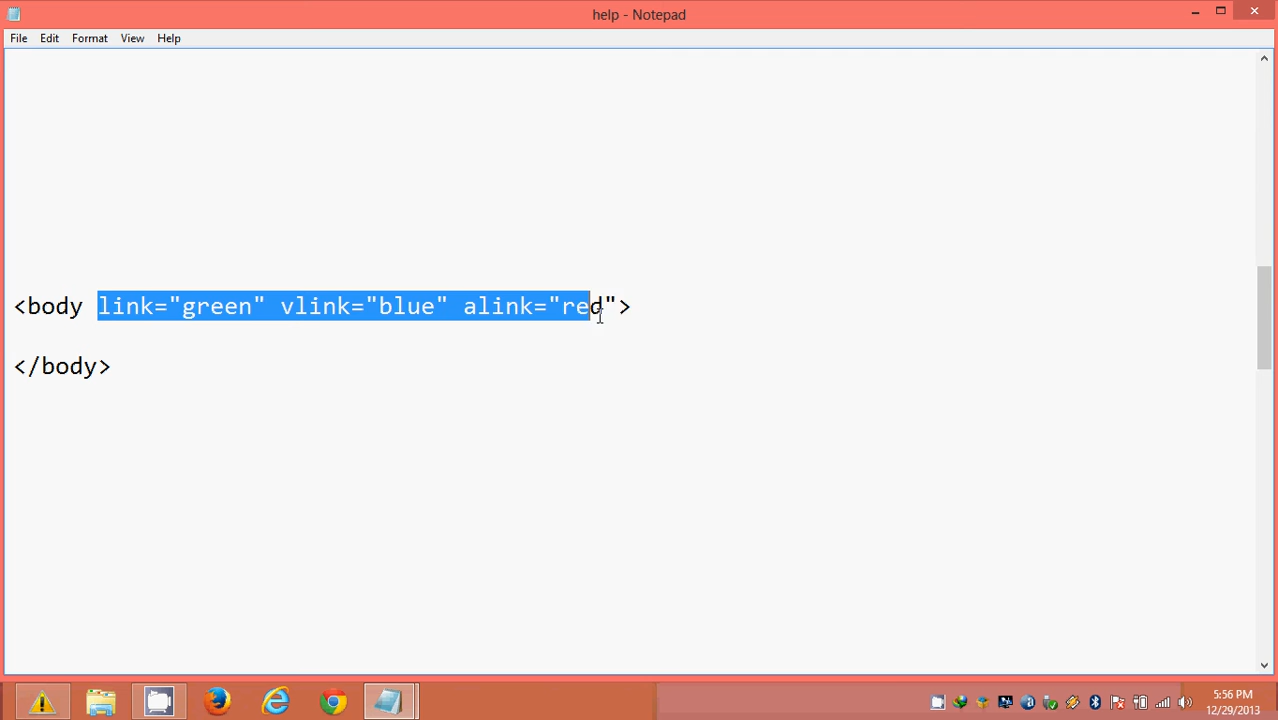 help - Notepad
File Edit Format View Help
<body link="green" vlink="blue" alink="red">
</body>
5:56 PM
12/29/2013